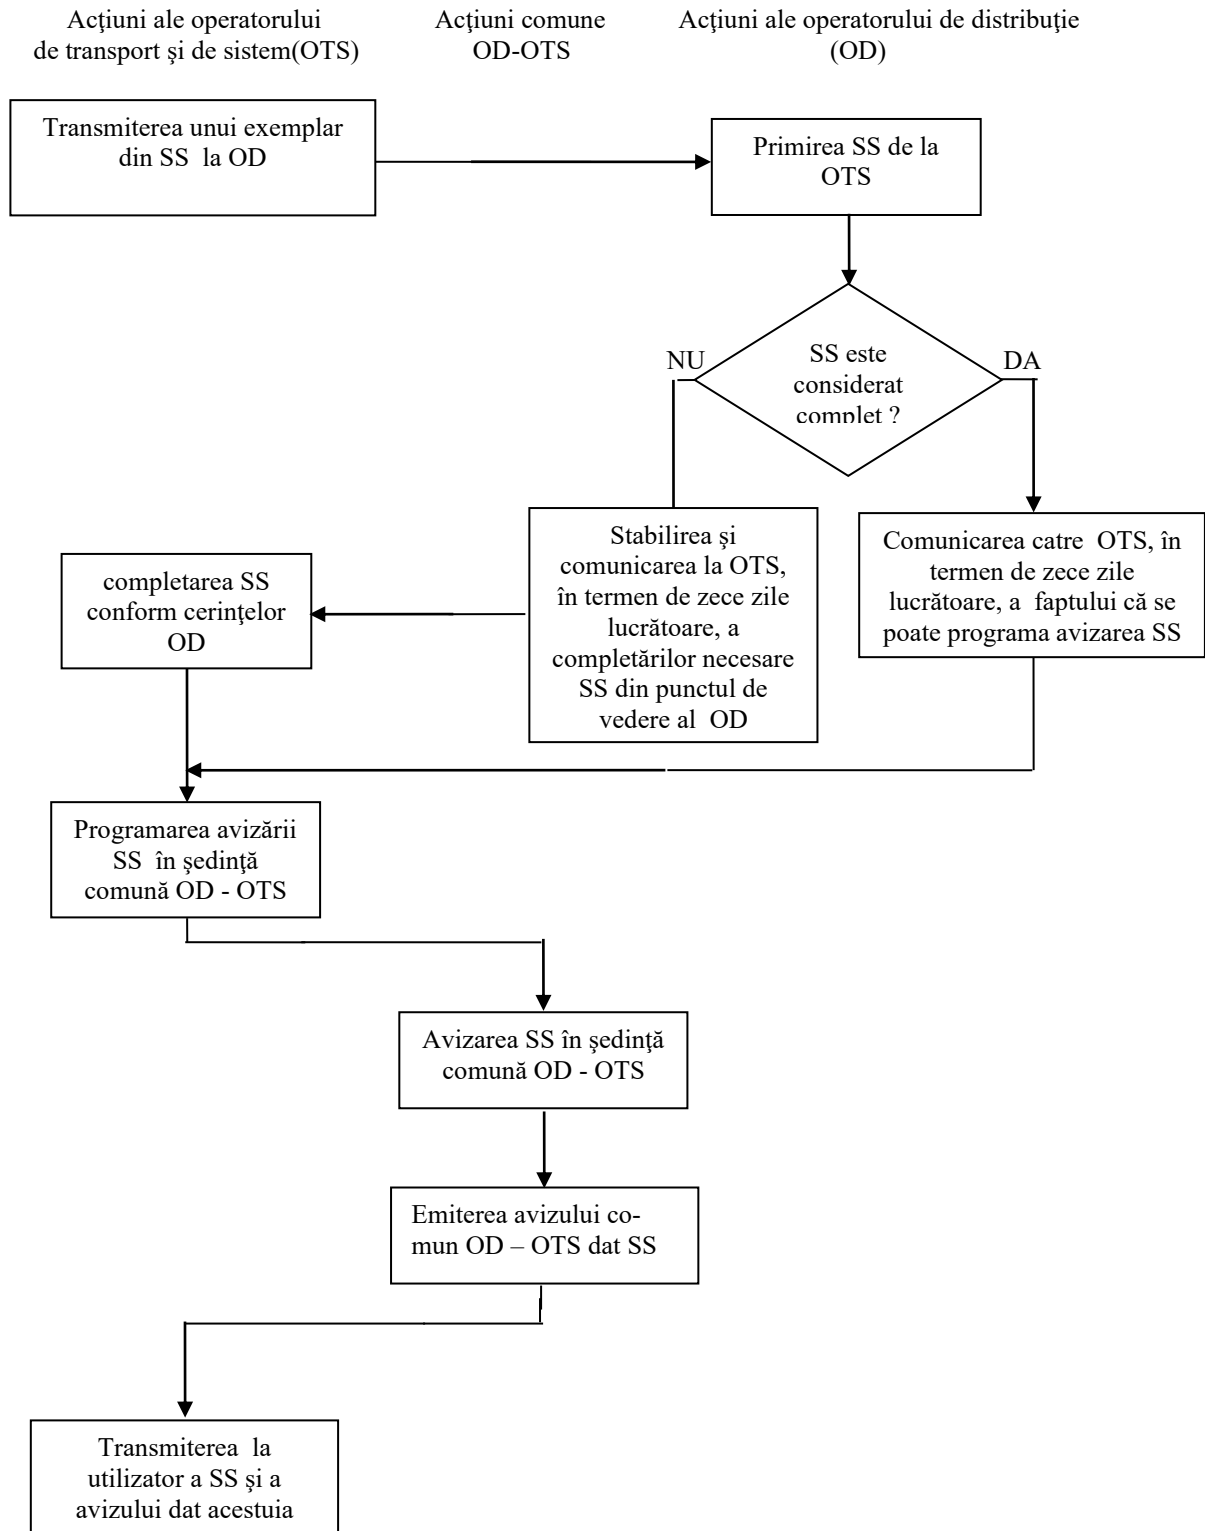 Acţiuni ale operatorului
de transport şi de sistem(OTS)
Acţiuni comune
OD-OTS
Acţiuni ale operatorului de distribuţie
(OD)
Transmiterea unui exemplar
din SS la OD
Primirea SS de la
OTS
SS este
considerat
complet ?
NU
DA
Stabilirea şi
comunicarea la OTS,
în termen de zece zile
lucrătoare, a
completărilor necesare
SS din punctul de
vedere al OD
Comunicarea catre OTS, în
termen de zece zile
lucrătoare, a faptului că se
poate programa avizarea SS
completarea SS
conform cerinţelor
OD
Programarea avizării
SS în şedinţă
comună OD - OTS
Avizarea SS în şedinţă
comună OD - OTS
Emiterea avizului co-
mun OD – OTS dat SS
Transmiterea la
utilizator a SS şi a
avizului dat acestuia